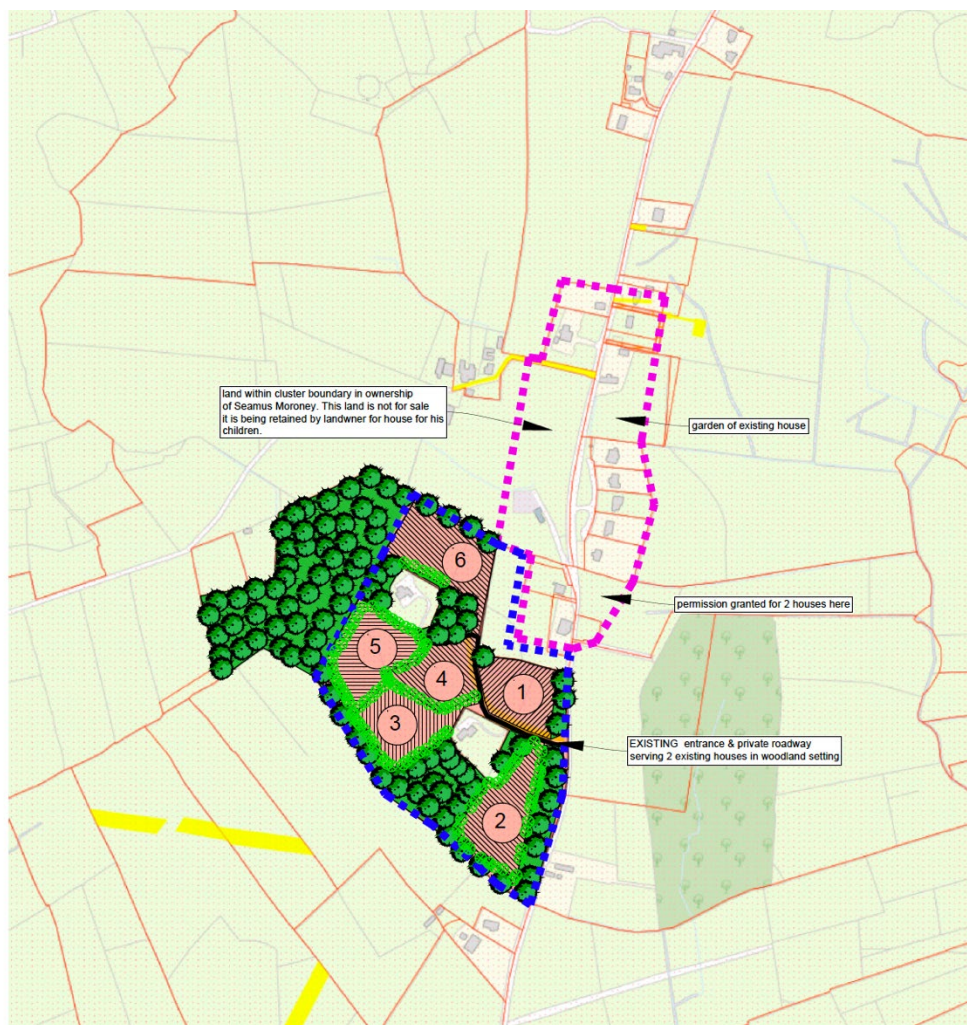 land within cluster boundary in ownership
of Seamus Moroney. This land is not for sale
it is being retained by landwner for house for his
children.
garden of existing house
6
5
4
1
3
permission granted for 2 houses here
EXISTING entrance & private roadway
serving 2 existing houses in woodland setting
2